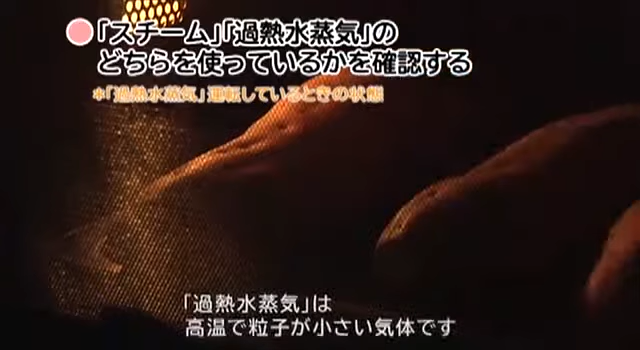 「スチーム」「過熱水蒸気」の
どちらを使っているかを確認する
*「過熱水蒸気」運転しているときの状態
「過熱水蒸気」は
高温で粒子が小さい気体です